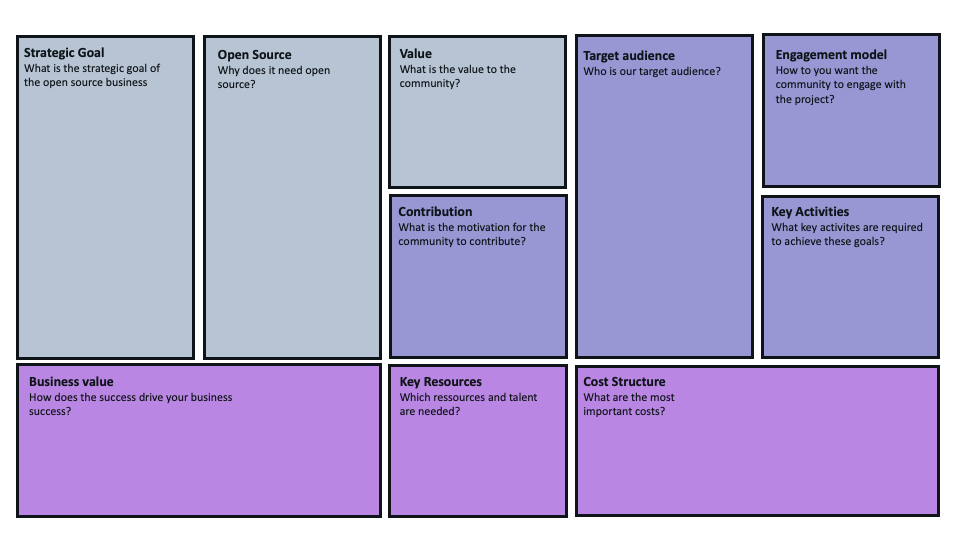 Strategic Goal
What is the strategic goal of
the open source business
Open Source
Why does it need open
source?
Value
What is the value to the
community?
Contribution
What is the motivation for the
community to contribute?
Target audience
Who is our target audience?
Engagement model
How to you want the
community to engage with
the project?
Key Activities
What key activites are required
to achieve these goals?
Business value
How does the success drive your business
success?
Key Resources
Which ressources and talent
are needed?
Cost Structure
What are the most
important costs?